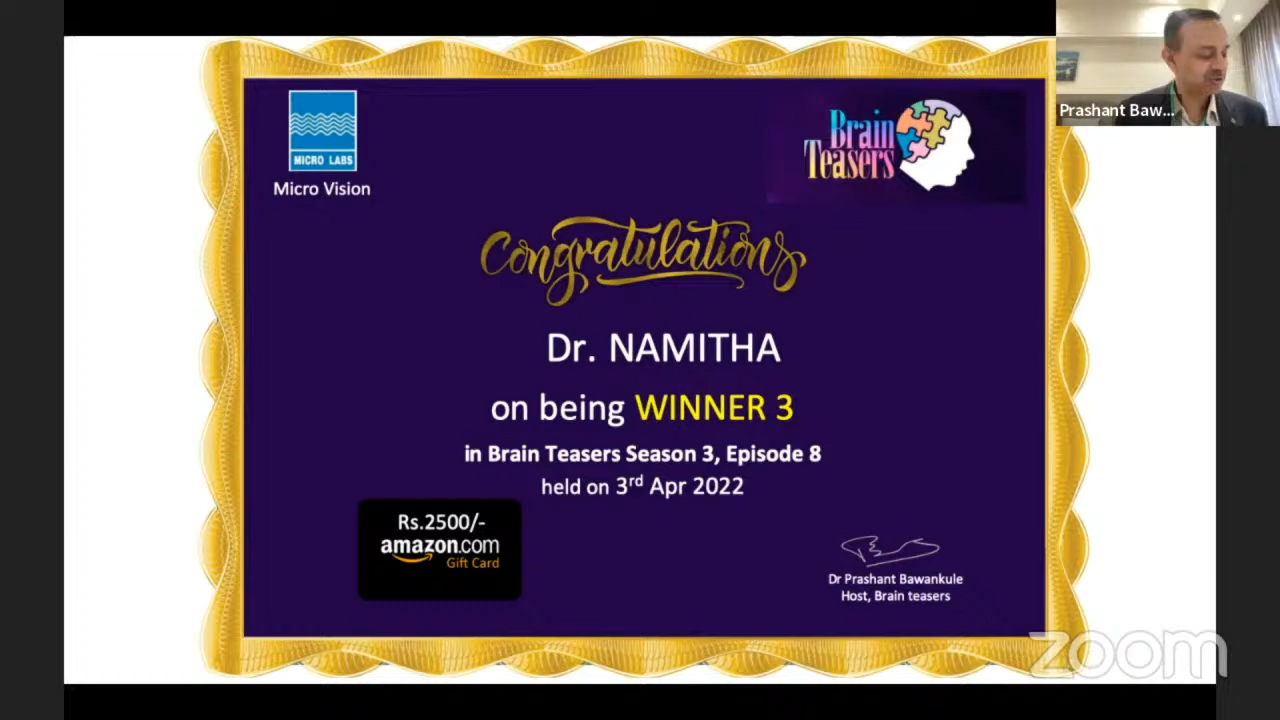 MICRO LABS
Micro Vision
Brain
Teasers
Prashant Baw...
Congratulations
Dr. NAMITHA
on being WINNER 3
in Brain Teasers Season 3, Episode 8
held on 3rd Apr 2022
Rs.2500/-
amazon.com
Gift Card
Dr Prashant Bawankule
Host, Brain teasers
zoom